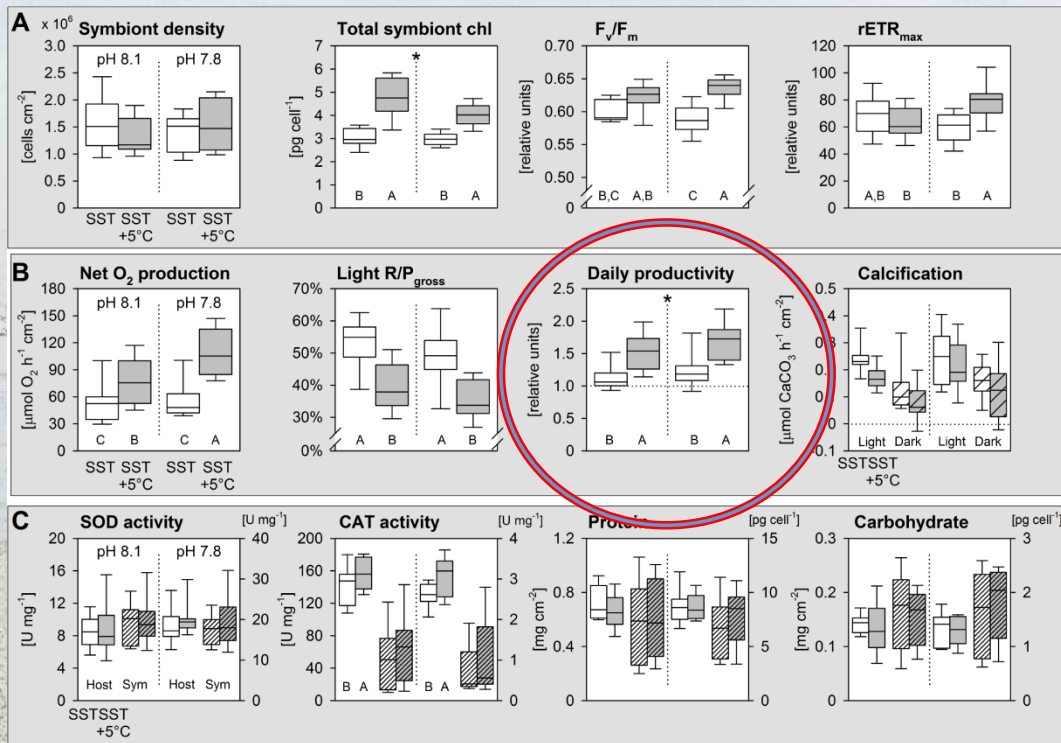 A
x 10⁶
Symbiont density
pH 8.1 pH 7.8
[cells cm⁻²]
3.0
2.5
2.0
1.5
1.0
0.5
0
SST SST +5°C SST SST +5°C
Total symbiont chl
*
[pg cell⁻¹]
7
6
5
4
3
2
1
0
B A B A
Fᵥ/Fₘ
[relative units]
0.65
0.60
0.55
0.50
0
B,C A,B C A
rETRₘₐₓ
[relative units]
120
100
80
60
40
20
0
A,B B B A
B
Net O₂ production
pH 8.1 pH 7.8
[µmol O₂ h⁻¹ cm⁻²]
180
150
120
90
60
30
0
C B C A
SST SST +5°C SST SST +5°C
Light R/P gross
70%
60%
50%
40%
30%
0%
A B A B
Daily productivity
*
[relative units]
2.5
2.0
1.5
1.0
0.5
0
B A B A
Calcification
[µmol CaCO₃ h⁻¹ cm⁻²]
0.5
0.4
0.1
Light Dark Light Dark
SSTSST
+5°C
C
SOD activity
[U mg⁻¹]
pH 8.1 pH 7.8
[U mg⁻¹]
20
16
12
8
4
0
40
30
20
10
0
Host Sym Host Sym
SSTSST
+5°C
CAT activity
[U mg⁻¹]
[U mg⁻¹]
200
160
120
80
40
0
4
3
2
1
0
B A B A
Protein
[pg cell⁻¹]
[mg cm⁻²]
1.2
0.8
0.4
0
15
10
5
0
Carbohydrate
[pg cell⁻¹]
[mg cm⁻²]
0.3
0.2
0.1
0
3
2
1
0